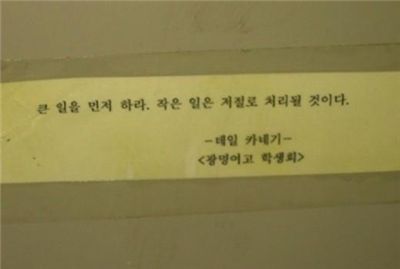 큰 일을 먼저 하라. 작은 일은 저절로 처리될 것이다.
-데일 카네기-
<광명여고 학생회>